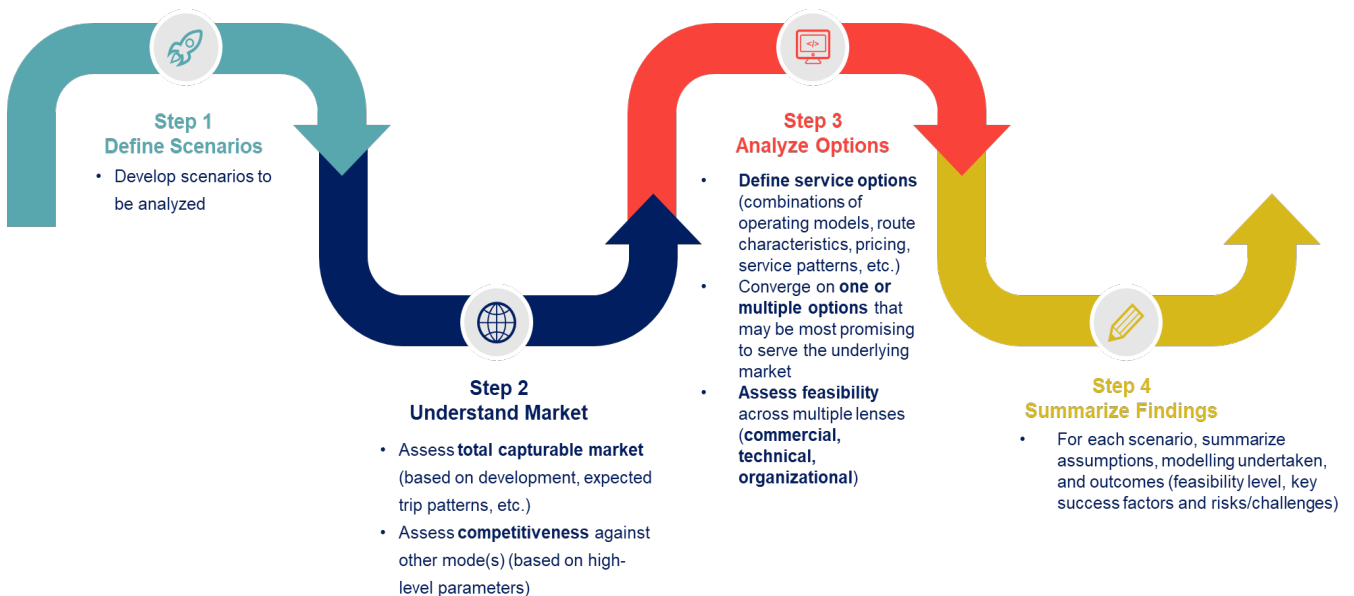 Step 1
Define Scenarios
• Develop scenarios to
be analyzed
Step 2
Understand Market
• Assess total capturable market
(based on development, expected
trip patterns, etc.)
• Assess competitiveness against
other mode(s) (based on high-
level parameters)
</>
Step 3
Analyze Options
• Define service options
(combinations of
operating models, route
characteristics, pricing,
service patterns, etc.)
• Converge on one or
multiple options that
may be most promising
to serve the underlying
market
• Assess feasibility
across multiple lenses
(commercial,
technical,
organizational)
Step 4
Summarize Findings
• For each scenario, summarize
assumptions, modelling undertaken,
and outcomes (feasibility level, key
success factors and risks/challenges)